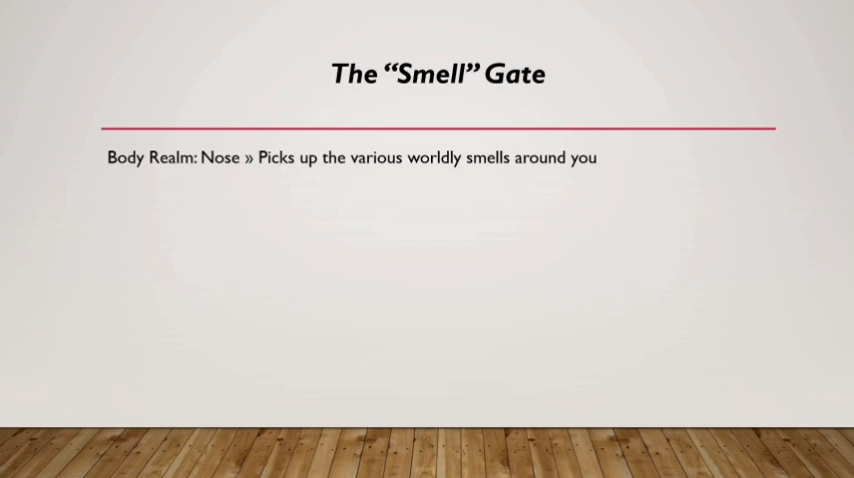 The “Smell” Gate
Body Realm: Nose » Picks up the various worldly smells around you